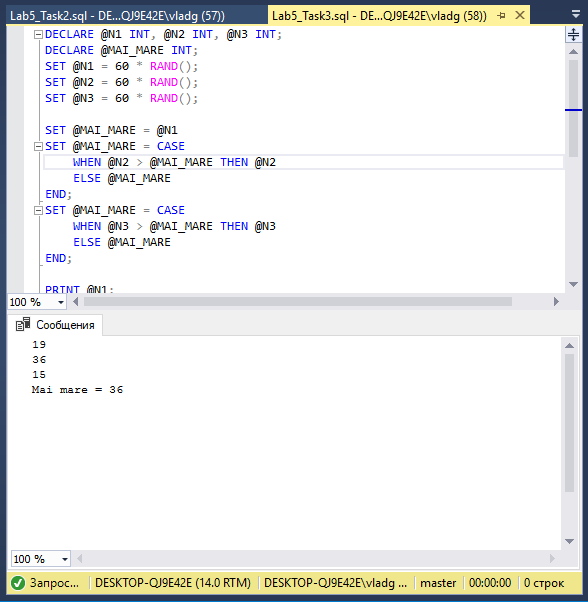 Lab5_Task2.sql - DE...QJ9E42E\vladg (57))
Lab5_Task3.sql - DE...QJ9E42E\vladg (58))
DECLARE @N1 INT, @N2 INT, @N3 INT;
DECLARE @MAI_MARE INT;
SET @N1 = 60 * RAND();
SET @N2 = 60 * RAND();
SET @N3 = 60 * RAND();
SET @MAI_MARE = @N1
SET @MAI_MARE = CASE
WHEN @N2 > @MAI_MARE THEN @N2
ELSE @MAI_MARE
END;
SET @MAI_MARE = CASE
WHEN @N3 > @MAI_MARE THEN @N3
ELSE @MAI_MARE
END;
PRINT @N1;
100 %
Сообщения
19
36
15
Mai mare = 36
100 %
Запрос... DESKTOP-QJ9E42E (14.0 RTM) DESKTOP-QJ9E42E\vladg ... master 00:00:00 0 строк